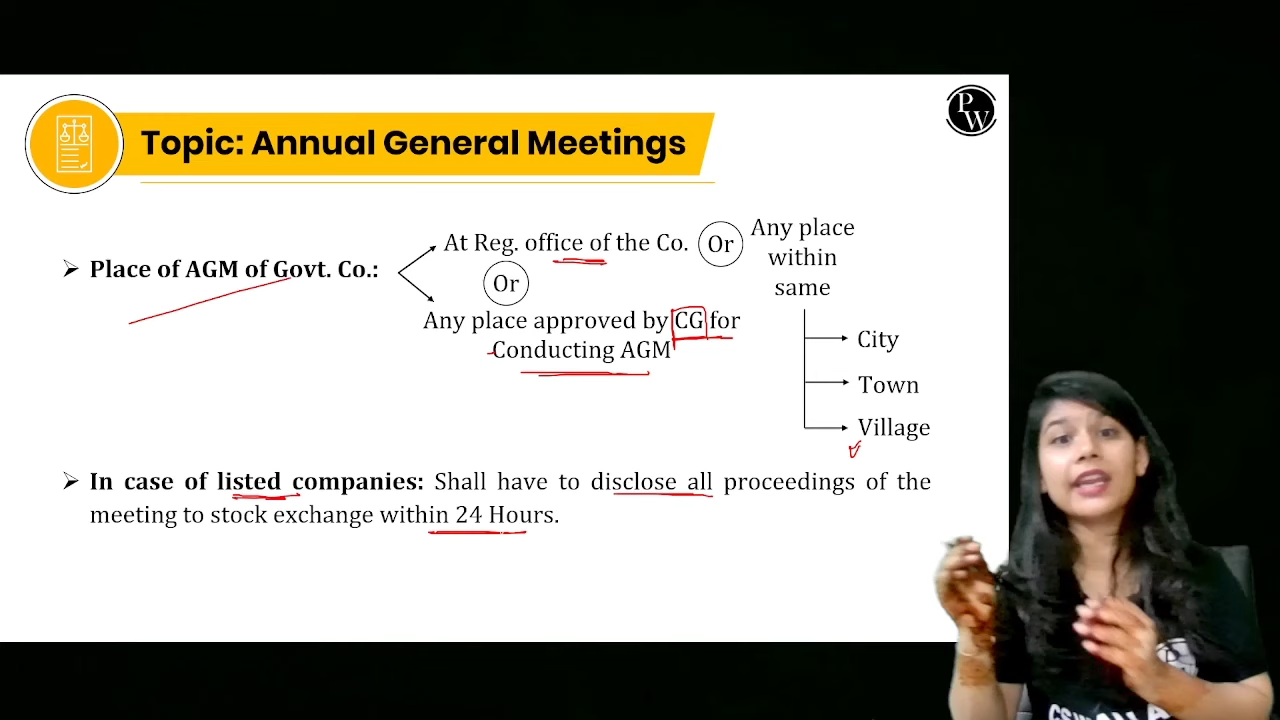 P
W
Topic: Annual General Meetings
➢ Place of AGM of Govt. Co.:
At Reg. office of the Co.
Or
Any place
within
same
Or
Any place approved by CG for
Conducting AGM
City
Town
Village
➢ In case of listed companies: Shall have to disclose all proceedings of the
meeting to stock exchange within 24 Hours.